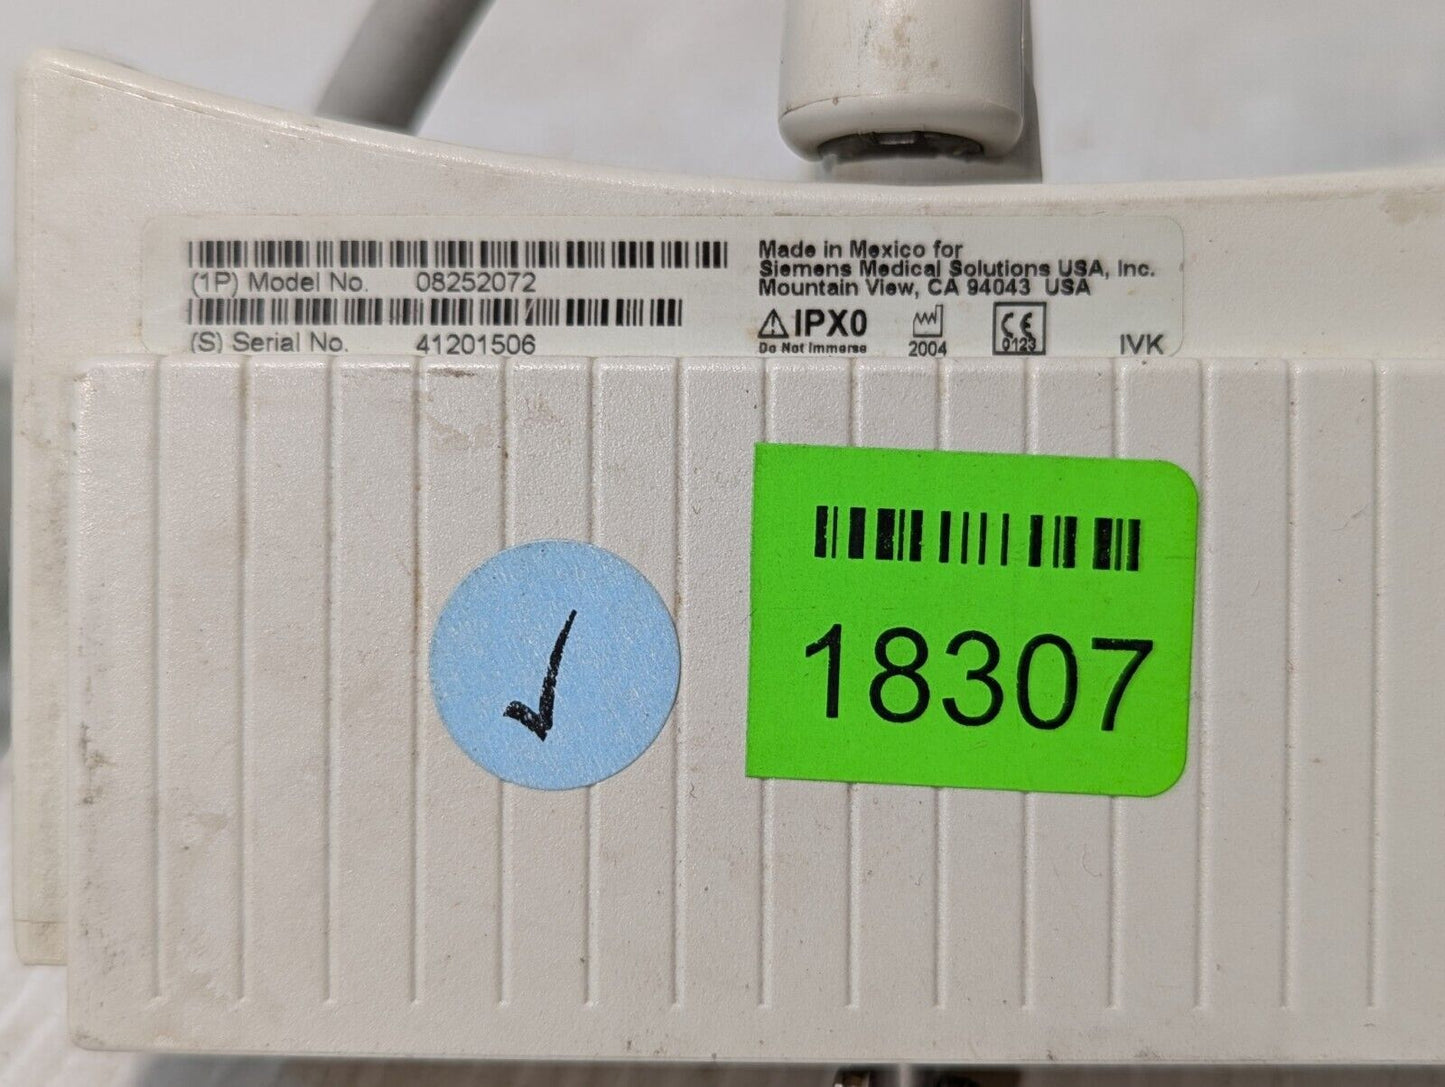 (1P) Model No. 08252072
(S) Serial No. 41201506
Made in Mexico for
Siemens Medical Solutions USA, Inc.
Mountain View, CA 94043 USA
IPX0
Do Not Immerse
2004
CE
0123
IVK
18307